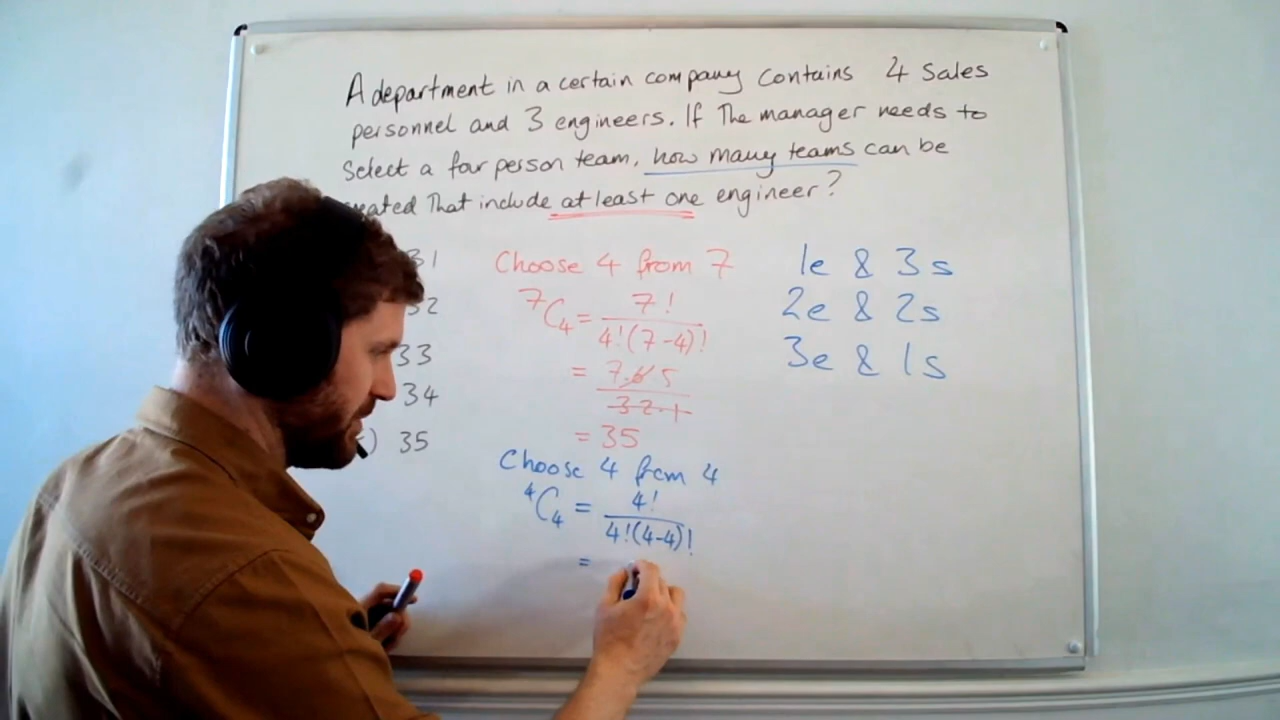 A department in a certain company contains 4 Sales
personnel and 3 engineers. If The manager needs to
Select a four person team, how many teams can be
eated That include at least one engineer?
31
32
33
34
) 35
Choose 4 from 7
⁷C₄ = 7! / 4!(7-4)!
= 7.6 5 / 3 2.1
= 35
Choose 4 from 4
⁴C₄ = 4! / 4!(4-4)!
=
1e & 3s
2e & 2s
3e & 1s